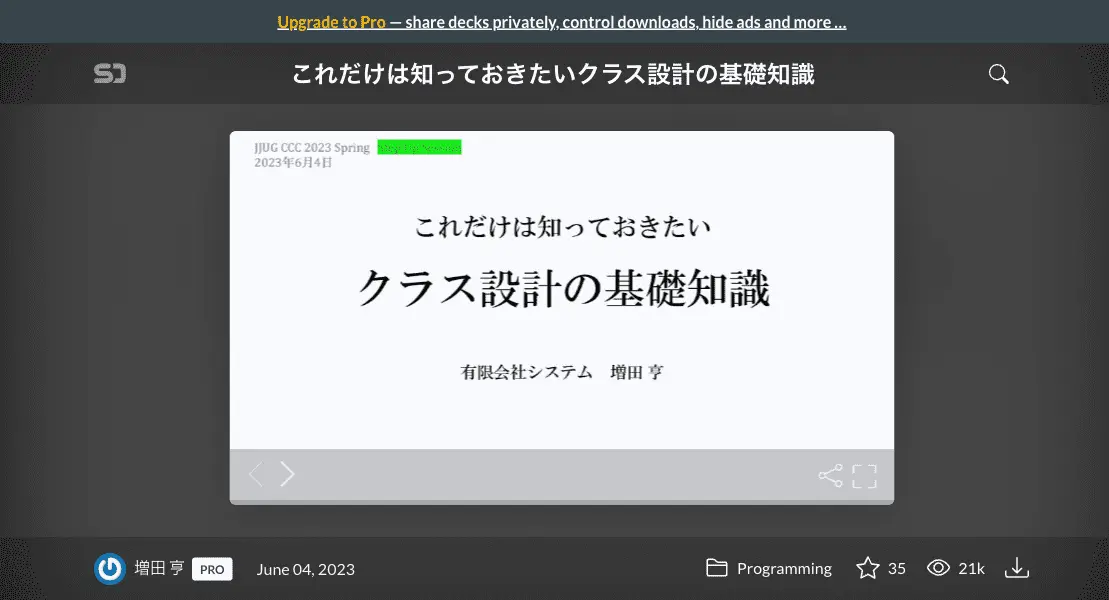 Upgrade to Pro — share decks privately, control downloads, hide ads and more …
SD
これだけは知っておきたいクラス設計の基礎知識
JJUG CCC 2023 Spring
2023年6月4日
これだけは知っておきたい
クラス設計の基礎知識
有限会社システム 増田 亨
増田 亨 PRO June 04, 2023 Programming 35 21k